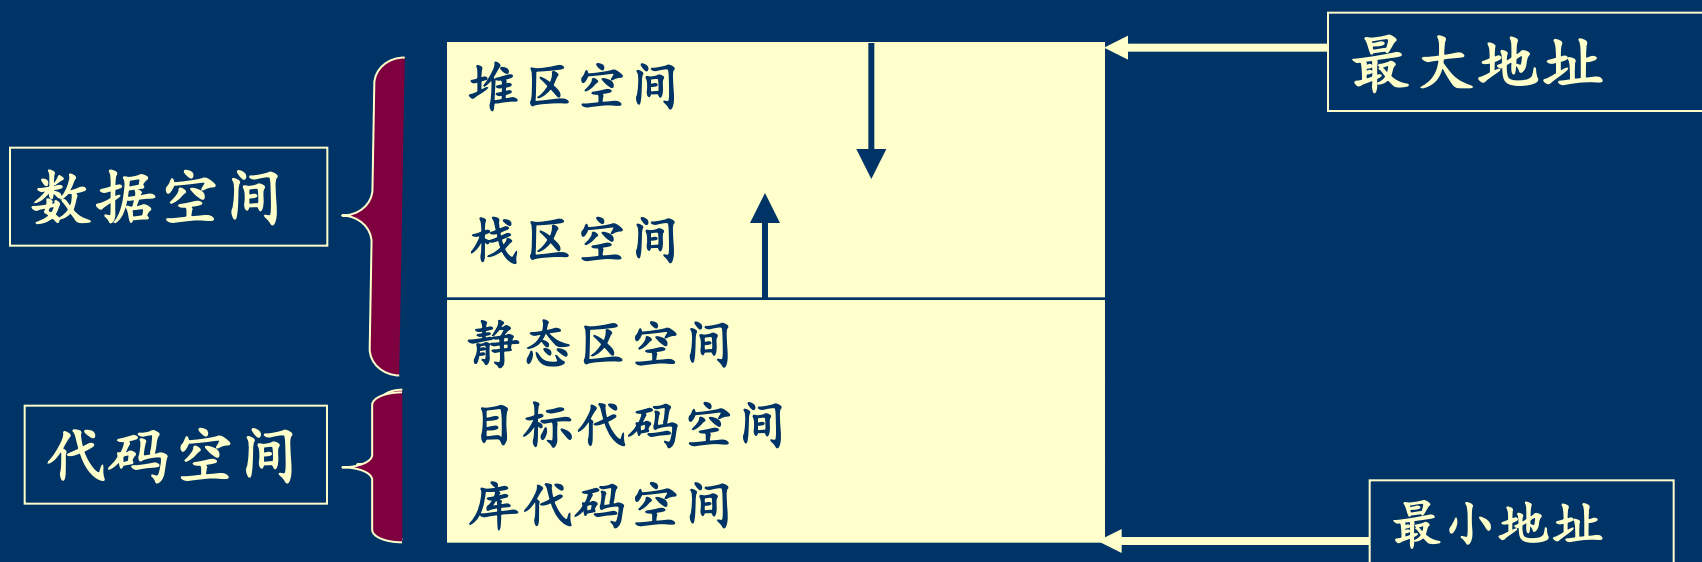 最大地址
堆区空间
数据空间
栈区空间
静态区空间
目标代码空间
代码空间
库代码空间
最小地址